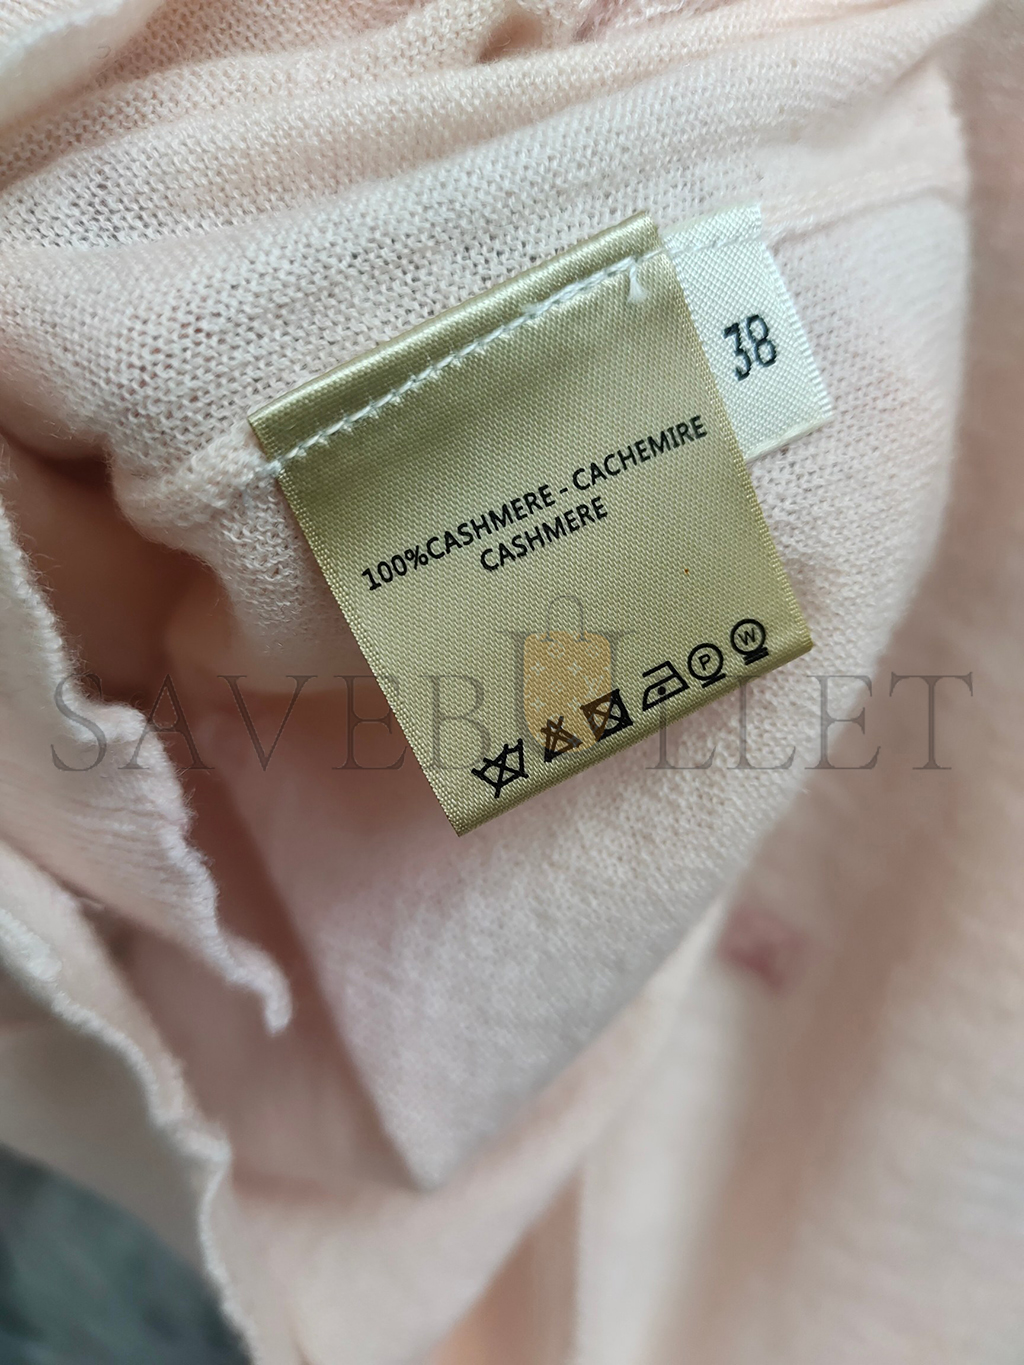 38
100%CASHMERE - CACHEMIRE
CASHMERE
P W
SAVEBULLET